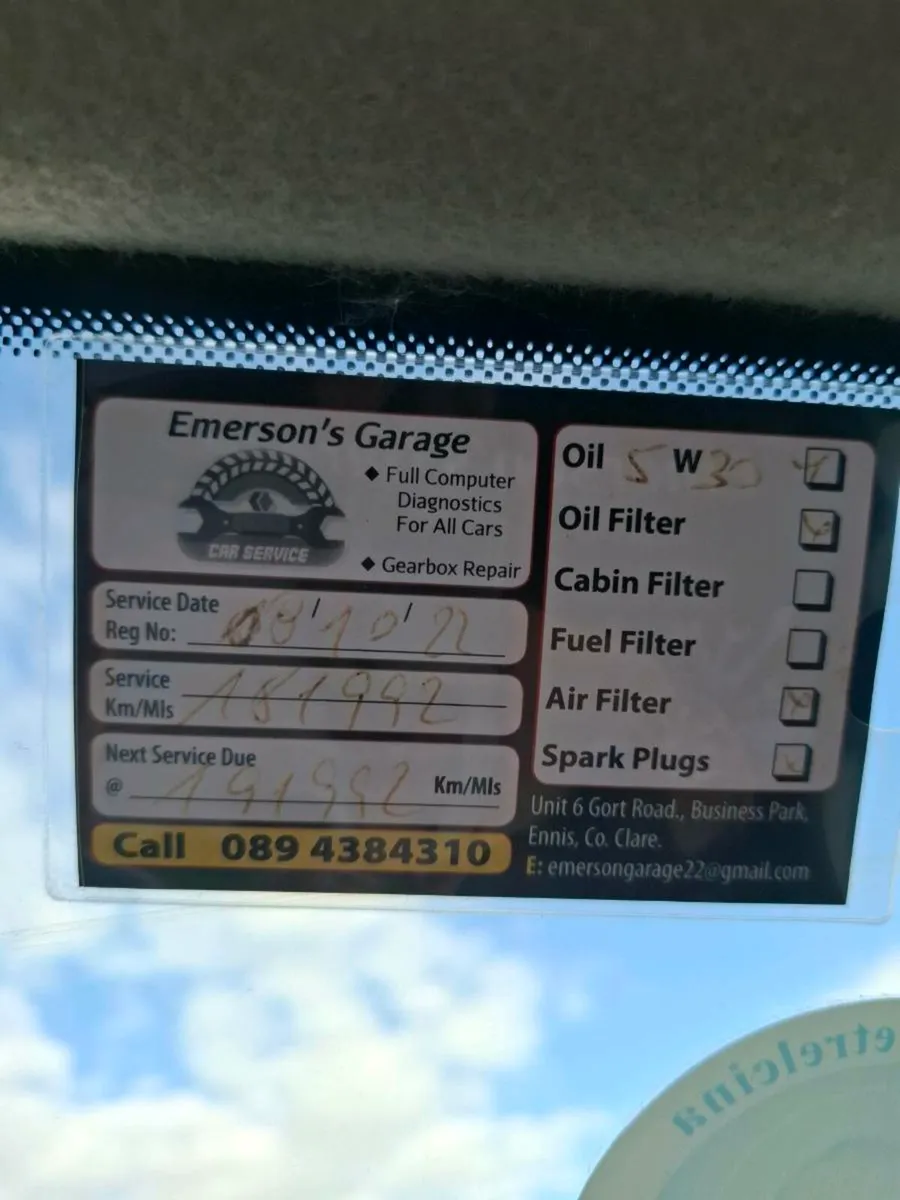 Emerson's Garage
◆ Full Computer
Diagnostics
For All Cars
◆ Gearbox Repair
CAR SERVICE
Service Date
Reg No: 08/10/22
Service
Km/Mls 181992
Next Service Due
@ 191992 Km/Mls
Call 089 4384310
Oil 5 W 30
Oil Filter
Cabin Filter
Fuel Filter
Air Filter
Spark Plugs
Unit 6 Gort Road., Business Park,
Ennis, Co. Clare.
E: emersongarage22@gmail.com
etrelcina